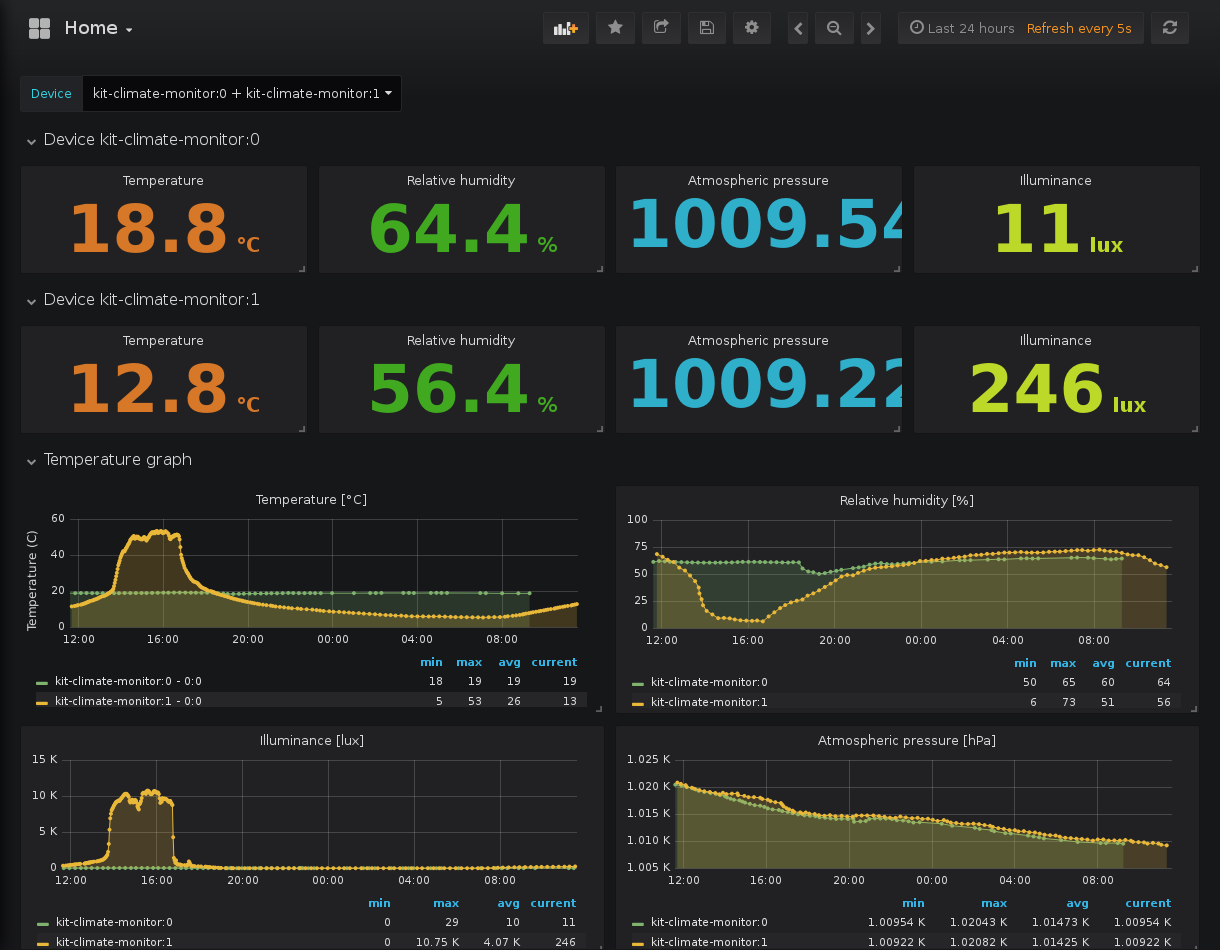 Home
Last 24 hours Refresh every 5s
Device kit-climate-monitor:0 + kit-climate-monitor:1
Device kit-climate-monitor:0
Temperature Relative humidity Atmospheric pressure Illuminance
18.8 °C 64.4 % 1009.54 11 lux
Device kit-climate-monitor:1
Temperature Relative humidity Atmospheric pressure Illuminance
12.8 °C 56.4 % 1009.22 246 lux
Temperature graph
Temperature [°C]
Temperature (C)
60
40
20
0
12:00 16:00 20:00 00:00 04:00 08:00
min max avg current
kit-climate-monitor:0 - 0:0 18 19 19 19
kit-climate-monitor:1 - 0:0 5 53 26 13
Relative humidity [%]
100
75
50
25
0
12:00 16:00 20:00 00:00 04:00 08:00
min max avg current
kit-climate-monitor:0 50 65 60 64
kit-climate-monitor:1 6 73 51 56
Illuminance [lux]
15 K
10 K
5 K
0
12:00 16:00 20:00 00:00 04:00 08:00
min max avg current
kit-climate-monitor:0 0 29 10 11
kit-climate-monitor:1 0 10.75 K 4.07 K 246
Atmospheric pressure [hPa]
1.025 K
1.020 K
1.015 K
1.010 K
1.005 K
12:00 16:00 20:00 00:00 04:00 08:00
min max avg current
kit-climate-monitor:0 1.00954 K 1.02043 K 1.01473 K 1.00954 K
kit-climate-monitor:1 1.00922 K 1.02082 K 1.01425 K 1.00922 K